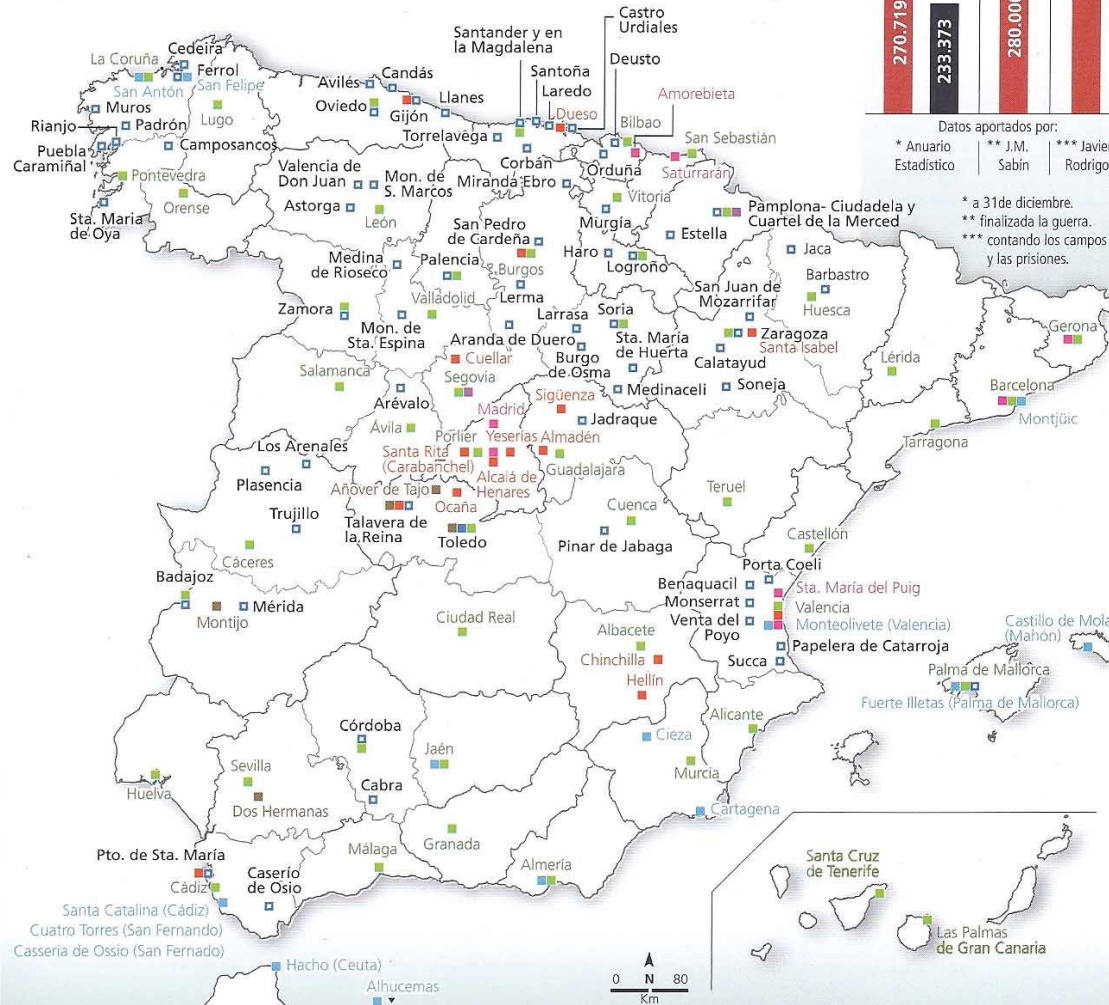 270.719
233.373
280.000
Datos aportados por:
* Anuario
Estadístico
** J.M.
Sabín
*** Javie
Rodrigo
* a 31de diciembre.
** finalizada la guerra.
*** contando los campos
y las prisiones.
Castro
Urdiales
Santander y en
la Magdalena
Deusto
Cedeira
La Coruña
Ferrol
San Antón
San Felipe
Avilés
Candás
Santoña
Laredo
Amorebieta
Oviedo
Gijón
Llanes
Dueso
Bilbao
Muros
Lugo
Rianjo
Padrón
Torrelavega
San Sebastián
Puebla
Caramiñal
Camposancos
Corbán
Orduña
Saturrarán
Valencia de
Don Juan
Mon. de
S. Marcos
Miranda Ebro
Pontevedra
Orense
Astorga
León
Vitoria
Murgía
Pamplona- Ciudadela y
Cuartel de la Merced
Sta. Maria
de Oya
San Pedro
de Cardeña
Estella
Medina
de Rioseco
Palencia
Burgos
Haro
Logroño
Jaca
Barbastro
Huesca
San Juan de
Mozarrifar
Zamora
Valladolid
Lerma
Larrasa
Soria
Mon. de
Sta. Espina
Aranda de Duero
Sta. María
de Huerta
Zaragoza
Santa Isabel
Gerona
Cuellar
Burgo
de Osma
Calatayud
Lérida
Salamanca
Segovia
Medinaceli
Soneja
Barcelona
Montjüic
Arévalo
Sigüenza
Madrid
Jadraque
Ávila
Porlier
Yeserias
Almadén
Tarragona
Los Arenales
Santa Rita
(Carabanchel)
Guadalajara
Plasencia
Alcalá de
Henares
Añover de Tajo
Ocaña
Teruel
Trujillo
Talavera de
la Reina
Toledo
Cuenca
Pinar de Jabaga
Castellón
Cáceres
Porta Coeli
Badajoz
Benaquacil
Sta. María del Puig
Montijo
Mérida
Monserrat
Valencia
Ciudad Real
Albacete
Venta del
Poyo
Monteolivete (Valencia)
Castillo de Mola
(Mahón)
Chinchilla
Papelera de Catarroja
Succa
Palma de Mallorca
Hellín
Fuerte Illetas (Palma de Mallorca)
Córdoba
Alicante
Cieza
Jaén
Sevilla
Murcia
Huelva
Cabra
Dos Hermanas
Cartagena
Granada
Pto. de Sta. María
Málaga
Almería
Santa Cruz
de Tenerife
Cádiz
Caserío
de Osio
Santa Catalina (Cádiz)
Cuatro Torres (San Fernando)
Casseria de Ossio (San Fernado)
Las Palmas
de Gran Canaria
Hacho (Ceuta)
Alhucemas
0 N 80
Km